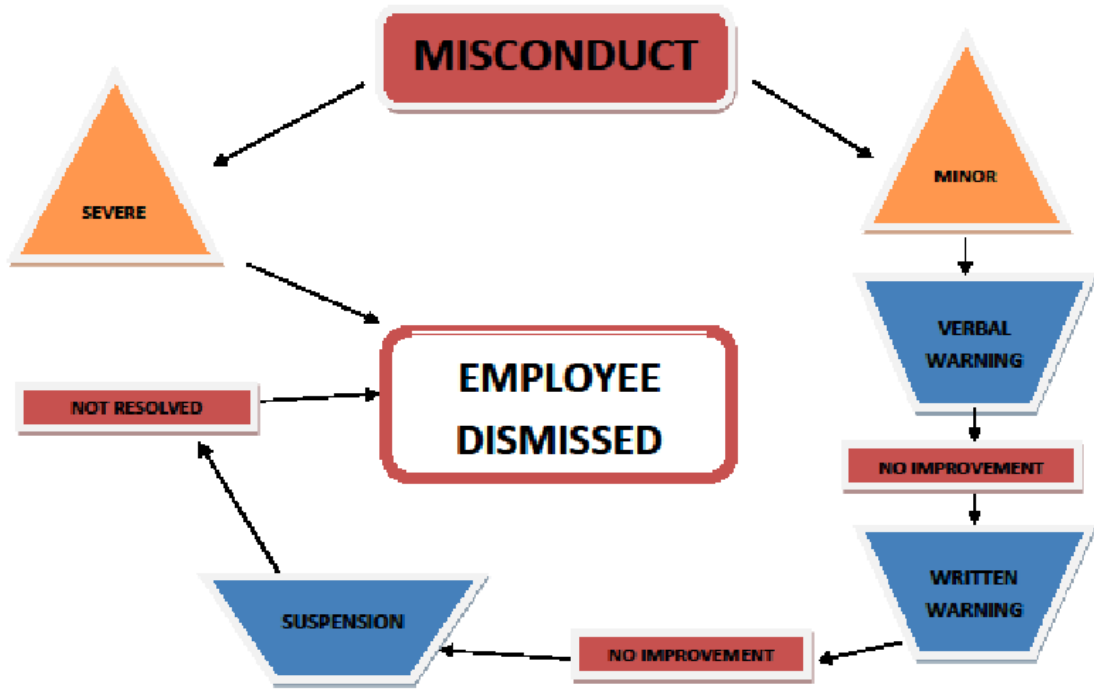 MISCONDUCT
SEVERE
MINOR
VERBAL
WARNING
EMPLOYEE
DISMISSED
NOT RESOLVED
NO IMPROVEMENT
WRITTEN
WARNING
SUSPENSION
NO IMPROVEMENT